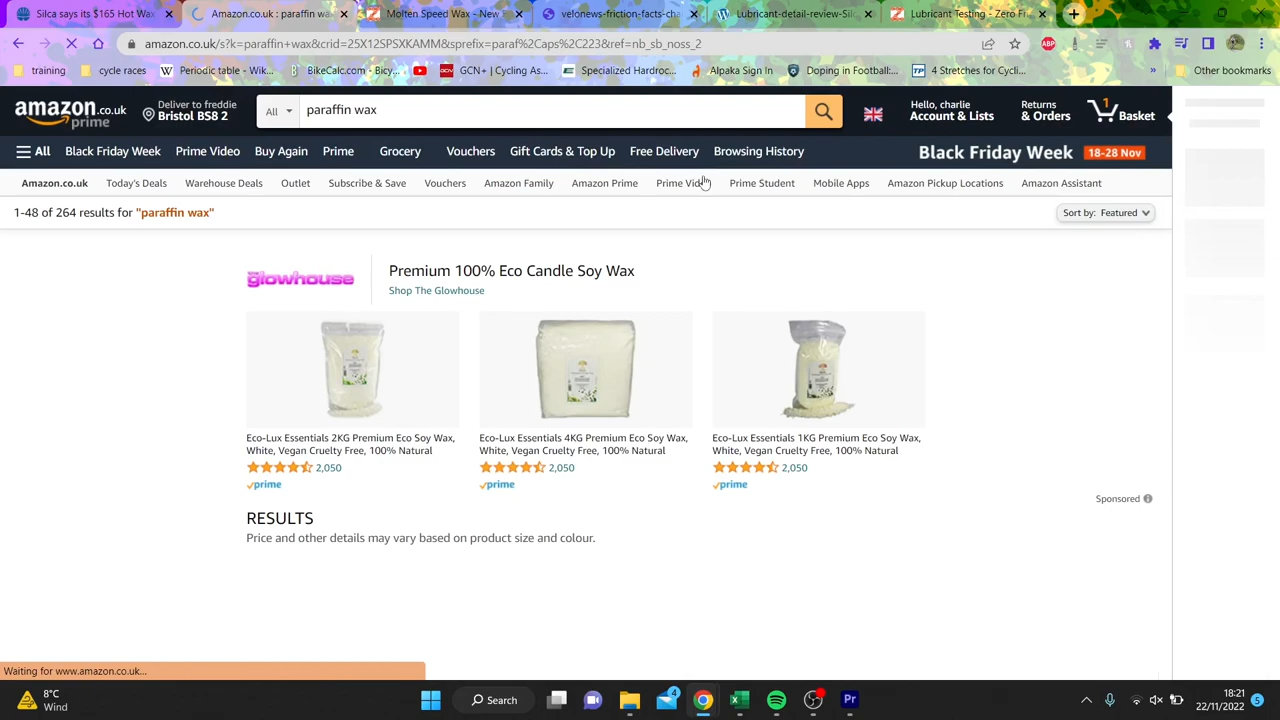 Silca says its $165 Hot Wax
Amazon.co.uk : paraffin wa
Molten Speed Wax - New
velonews-friction-facts-cha
Lubricant-detail-review-Silc
Lubricant Testing - Zero Fri
amazon.co.uk/s?k=paraffin+wax&crid=25X12SPSYKAMM&sprefix=paraf%2Caps%2C223&ref=nb_sb_noss_2
training
cycle races
Periodic table - Wik...
BikeCalc.com - Bicy...
GCN+ | Cycling As...
Specialized Hardroc...
Alpaka Sign In
Doping in Football:...
4 Stretches for Cycli...
»
Other bookmarks
amazon.co.uk
prime
Deliver to freddie
Bristol BS8 2
All
paraffin wax
Hello, charlie
Account & Lists
Returns
& Orders
1
Basket
All
Black Friday Week
Prime Video
Buy Again
Prime
Grocery
Vouchers
Gift Cards & Top Up
Free Delivery
Browsing History
Black Friday Week
18-28 Nov
Amazon.co.uk
Today's Deals
Warehouse Deals
Outlet
Subscribe & Save
Vouchers
Amazon Family
Amazon Prime
Prime Video
Prime Student
Mobile Apps
Amazon Pickup Locations
Amazon Assistant
1-48 of 264 results for "paraffin wax"
Sort by: Featured
glowhouse
Premium 100% Eco Candle Soy Wax
Shop The Glowhouse
Eco-Lux Essentials 2KG Premium Eco Soy Wax,
White, Vegan Cruelty Free, 100% Natural
2,050
prime
Eco-Lux Essentials 4KG Premium Eco Soy Wax,
White, Vegan Cruelty Free, 100% Natural
2,050
prime
Eco-Lux Essentials 1KG Premium Eco Soy Wax,
White, Vegan Cruelty Free, 100% Natural
2,050
prime
Sponsored
RESULTS
Price and other details may vary based on product size and colour.
Waiting for www.amazon.co.uk...
8°C
Wind
Search
4
Pr
18:21
22/11/2022
5